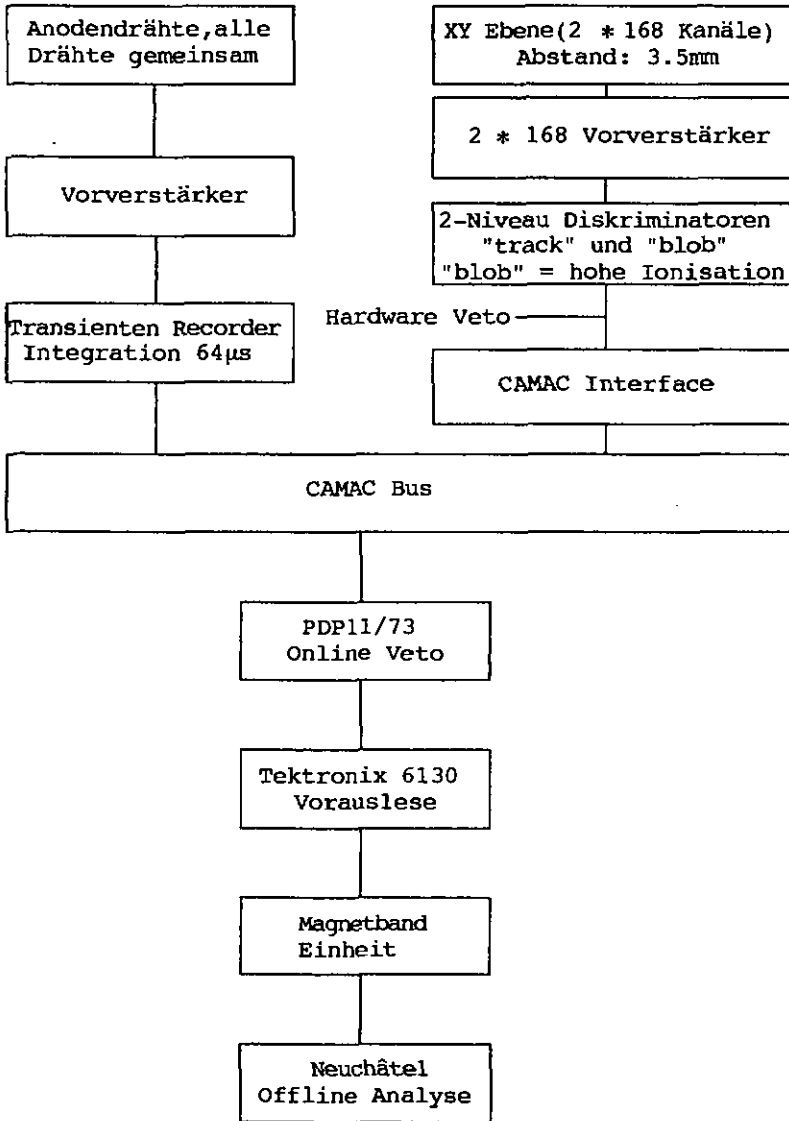 Anodendrähte,alle
Drähte gemeinsam
Vorverstärker
Transienten Recorder
Integration 64µs
XY Ebene(2 * 168 Kanäle)
Abstand: 3.5mm
2 * 168 Vorverstärker
2-Niveau Diskriminatoren
"track" und "blob"
"blob" = hohe Ionisation
Hardware Veto
CAMAC Interface
CAMAC Bus
PDP11/73
Online Veto
Tektronix 6130
Vorauslese
Magnetband
Einheit
Neuchâtel
Offline Analyse